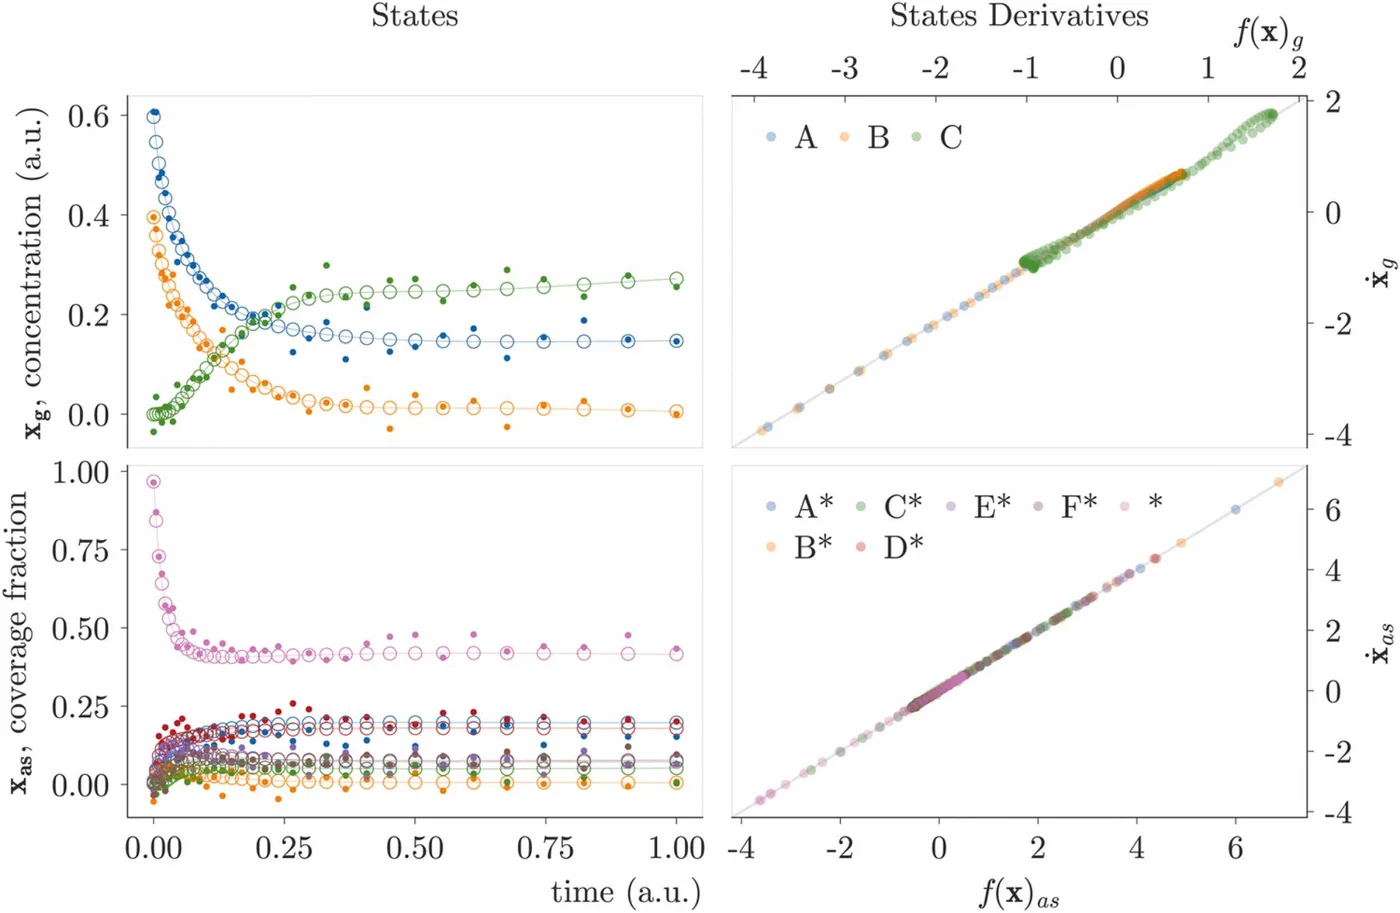 States
States Derivatives
f(x)g
-4 -3 -2 -1 0 1 2
0.6
0.4
0.2
0.0
xg, concentration (a.u.)
A B C
2
0
-2
-4
ẋg
1.00
0.75
0.50
0.25
0.00
xas, coverage fraction
A* C* E* F* *
B* D*
6
4
2
0
-2
-4
ẋas
0.00 0.25 0.50 0.75 1.00
time (a.u.)
-4 -2 0 2 4 6
f(x)as